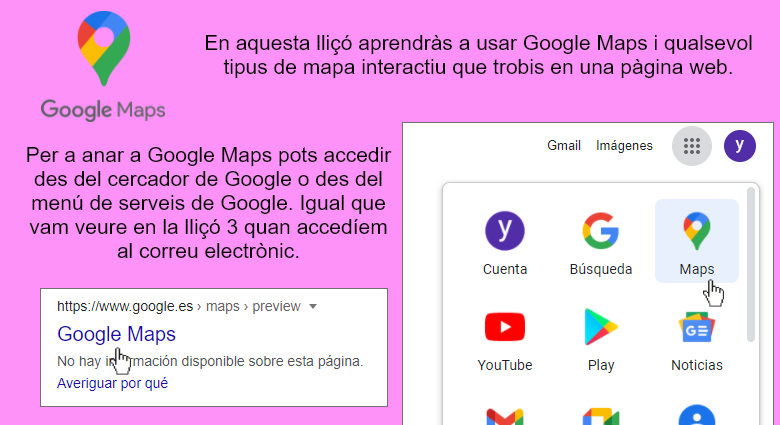 En aquesta lliçó aprendràs a usar Google Maps i qualsevol
tipus de mapa interactiu que trobis en una pàgina web.
Google Maps
Per a anar a Google Maps pots accedir
des del cercador de Google o des del
menú de serveis de Google. Igual que
vam veure en la lliçó 3 quan accedíem
al correu electrònic.
https://www.google.es › maps › preview
Google Maps
No hay información disponible sobre esta página.
Averiguar por qué
Gmail Imágenes y
y
Cuenta Búsqueda Maps
YouTube Play Noticias